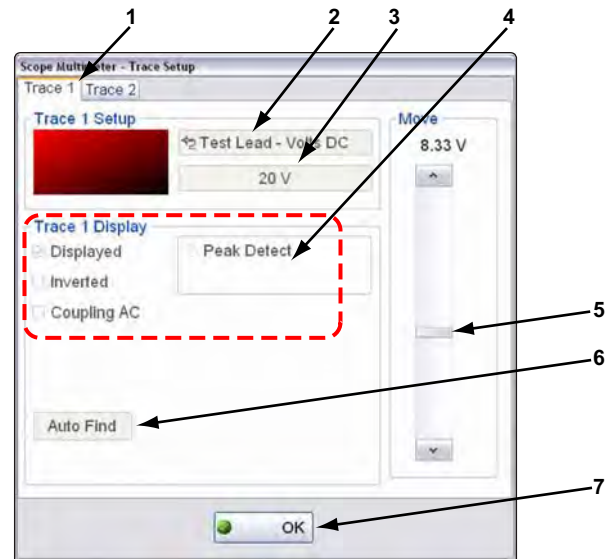 1 2 3 4
Scope Multimeter - Trace Setup
Trace 1 Trace 2
Trace 1 Setup
Test Lead - Volts DC
20 V
Move
8.33 V
Trace 1 Display
Displayed
Peak Detect
Inverted
Coupling AC
5
6
Auto Find
7
OK